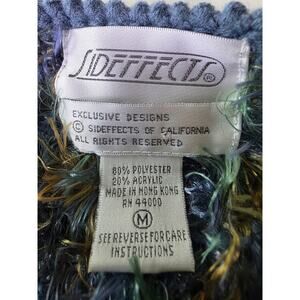 SIDEFFECTS®
EXCLUSIVE DESIGNS
© SIDEFFECTS OF CALIFORNIA
ALL RIGHTS RESERVED
80% POLYESTER
20% ACRYLIC
MADE IN HONG KONG
RN 44000
M
SEE REVERSE FOR CARE
INSTRUCTIONS